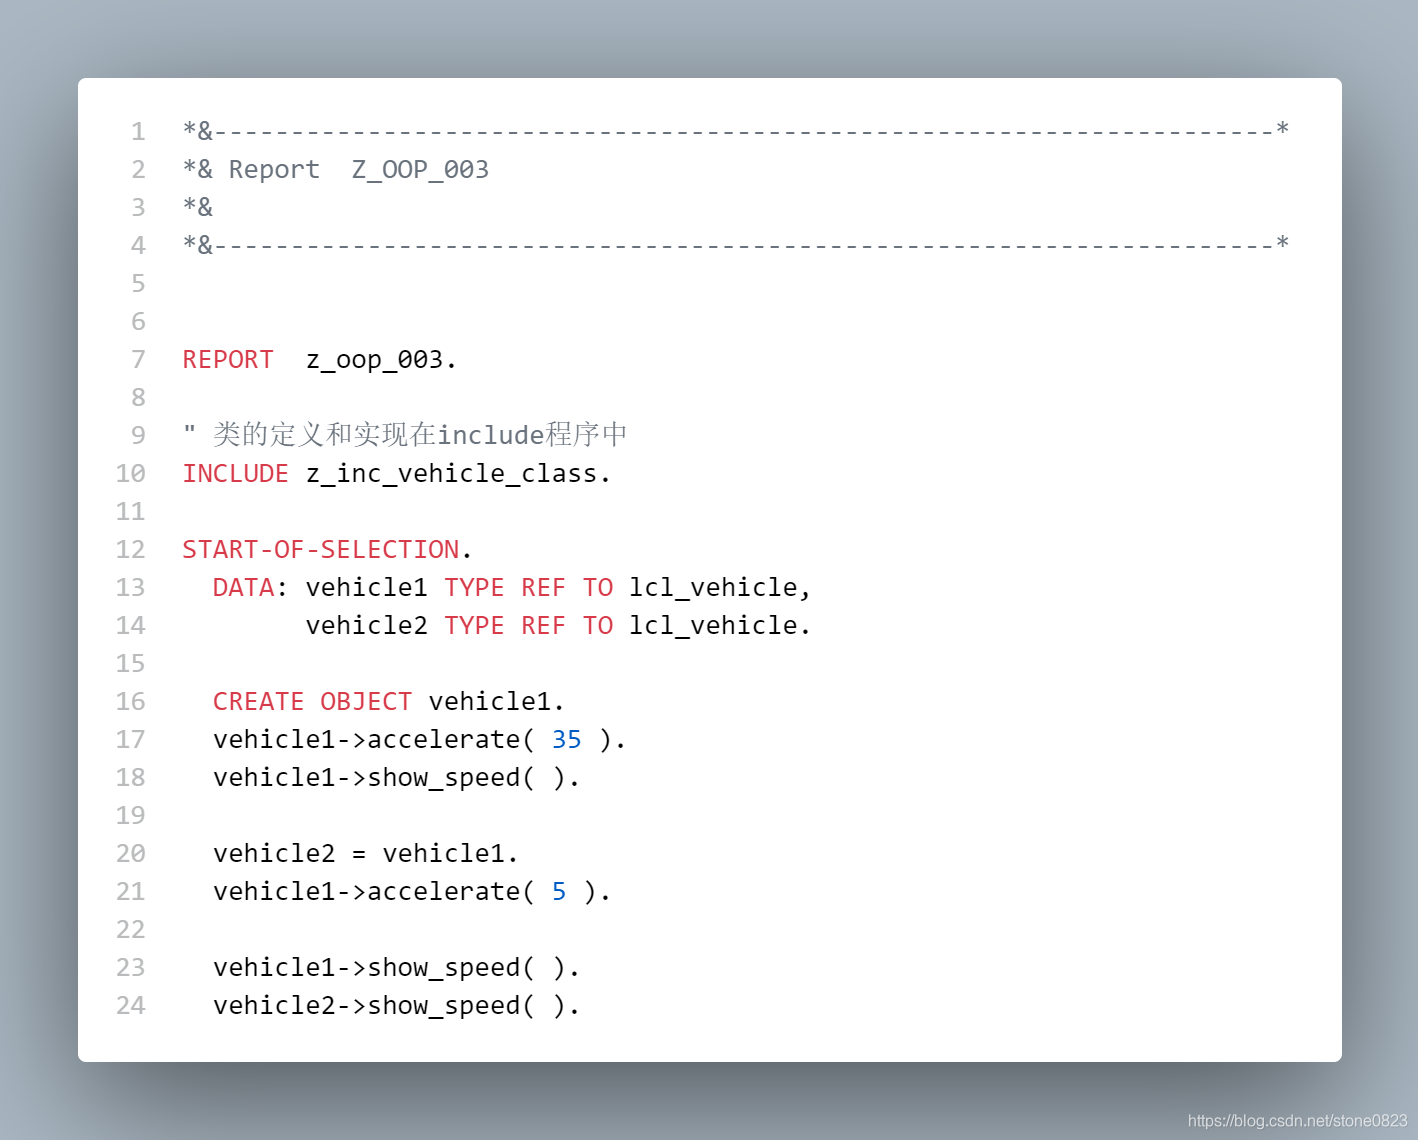 1 *&---------------------------------------------------------------------*
2 *& Report  Z_OOP_003
3 *&
4 *&---------------------------------------------------------------------*
5
6
7 REPORT  z_oop_003.
8
9 " 类的定义和实现在include程序中
10 INCLUDE z_inc_vehicle_class.
11
12 START-OF-SELECTION.
13   DATA: vehicle1 TYPE REF TO lcl_vehicle,
14         vehicle2 TYPE REF TO lcl_vehicle.
15
16   CREATE OBJECT vehicle1.
17   vehicle1->accelerate( 35 ).
18   vehicle1->show_speed( ).
19
20   vehicle2 = vehicle1.
21   vehicle1->accelerate( 5 ).
22
23   vehicle1->show_speed( ).
24   vehicle2->show_speed( ).
https://blog.csdn.net/stone0823